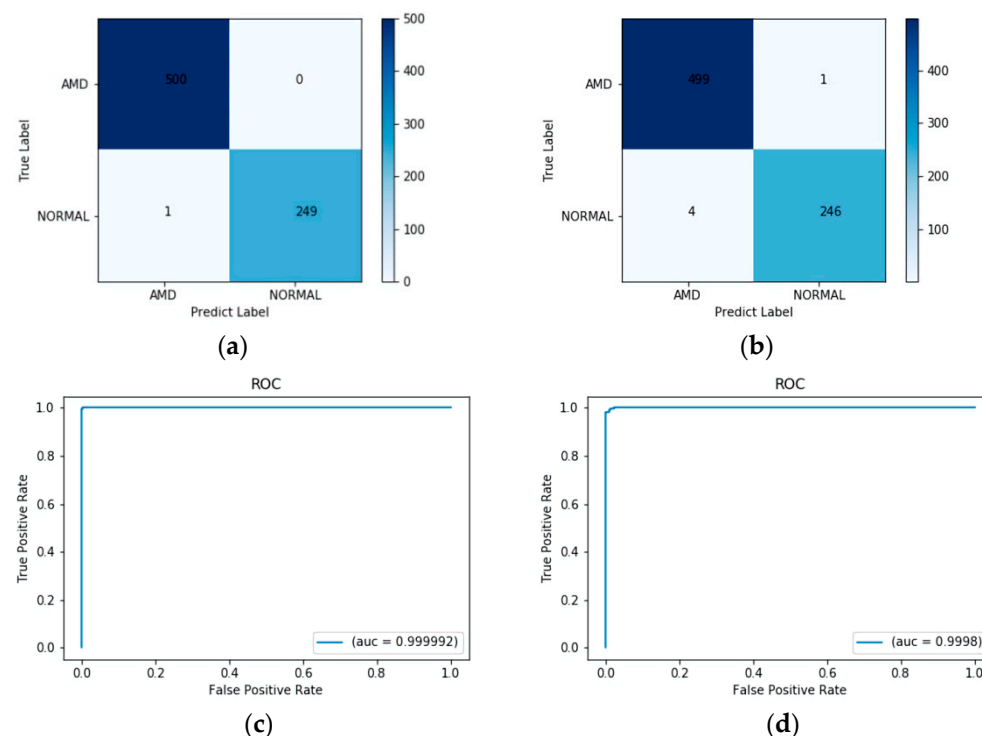 500
AMD 500 0 400
300
True Label
200
NORMAL 1 249
100
0
AMD NORMAL
Predict Label
(a)
AMD 499 1 400
300
True Label
200
NORMAL 4 246
100
AMD NORMAL
Predict Label
(b)
ROC
1.0
0.8
0.6
True Positive Rate
0.4
0.2
0.0
(auc = 0.999992)
0.0 0.2 0.4 0.6 0.8 1.0
False Positive Rate
(c)
ROC
1.0
0.8
0.6
True Positive Rate
0.4
0.2
0.0
(auc = 0.9998)
0.0 0.2 0.4 0.6 0.8 1.0
False Positive Rate
(d)